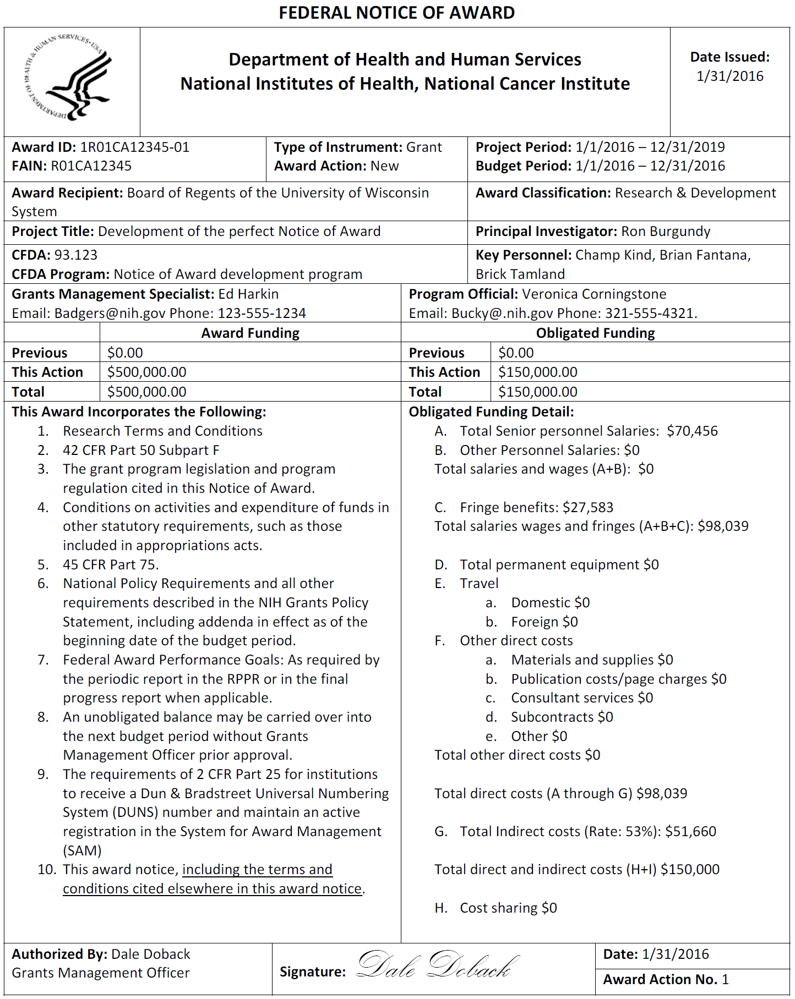 FEDERAL NOTICE OF AWARD
DEPARTMENT OF HEALTH & HUMAN SERVICES·USA
Department of Health and Human Services
National Institutes of Health, National Cancer Institute
Date Issued:
1/31/2016
Award ID: 1R01CA12345-01
FAIN: R01CA12345
Type of Instrument: Grant
Award Action: New
Project Period: 1/1/2016 – 12/31/2019
Budget Period: 1/1/2016 – 12/31/2016
Award Recipient: Board of Regents of the University of Wisconsin
System
Award Classification: Research & Development
Project Title: Development of the perfect Notice of Award
Principal Investigator: Ron Burgundy
CFDA: 93.123
CFDA Program: Notice of Award development program
Key Personnel: Champ Kind, Brian Fantana,
Brick Tamland
Grants Management Specialist: Ed Harkin
Email: Badgers@nih.gov Phone: 123-555-1234
Program Official: Veronica Corningstone
Email: Bucky@.nih.gov Phone: 321-555-4321.
Award Funding
Obligated Funding
Previous $0.00
Previous $0.00
This Action $500,000.00
This Action $150,000.00
Total $500,000.00
Total $150,000.00
This Award Incorporates the Following:
1. Research Terms and Conditions
2. 42 CFR Part 50 Subpart F
3. The grant program legislation and program
regulation cited in this Notice of Award.
4. Conditions on activities and expenditure of funds in
other statutory requirements, such as those
included in appropriations acts.
5. 45 CFR Part 75.
6. National Policy Requirements and all other
requirements described in the NIH Grants Policy
Statement, including addenda in effect as of the
beginning date of the budget period.
7. Federal Award Performance Goals: As required by
the periodic report in the RPPR or in the final
progress report when applicable.
8. An unobligated balance may be carried over into
the next budget period without Grants
Management Officer prior approval.
9. The requirements of 2 CFR Part 25 for institutions
to receive a Dun & Bradstreet Universal Numbering
System (DUNS) number and maintain an active
registration in the System for Award Management
(SAM)
10. This award notice, including the terms and
conditions cited elsewhere in this award notice.
Obligated Funding Detail:
A. Total Senior personnel Salaries: $70,456
B. Other Personnel Salaries: $0
Total salaries and wages (A+B): $0
C. Fringe benefits: $27,583
Total salaries wages and fringes (A+B+C): $98,039
D. Total permanent equipment $0
E. Travel
a. Domestic $0
b. Foreign $0
F. Other direct costs
a. Materials and supplies $0
b. Publication costs/page charges $0
c. Consultant services $0
d. Subcontracts $0
e. Other $0
Total other direct costs $0
Total direct costs (A through G) $98,039
G. Total Indirect costs (Rate: 53%): $51,660
Total direct and indirect costs (H+I) $150,000
H. Cost sharing $0
Authorized By: Dale Doback
Grants Management Officer
Signature: Dale Doback
Date: 1/31/2016
Award Action No. 1